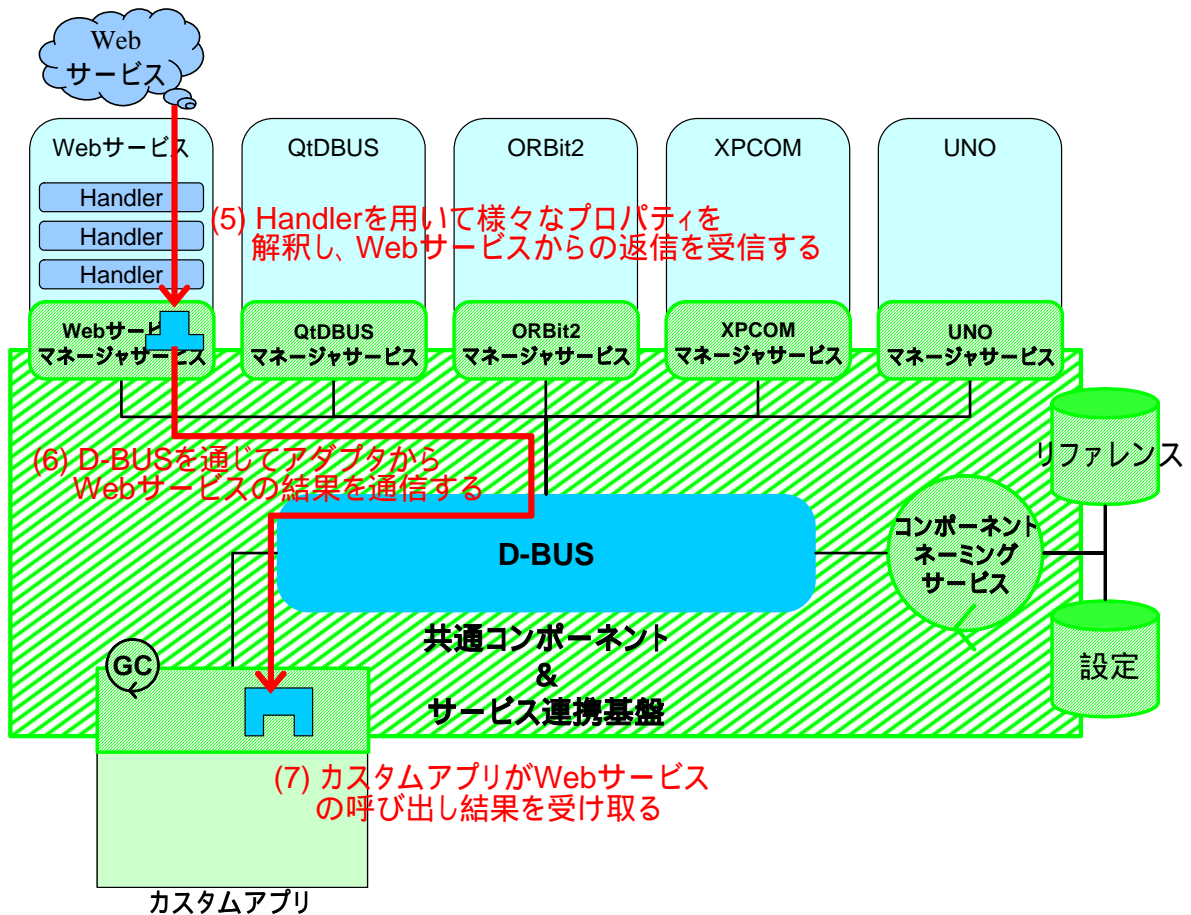 Web
サービス
Webサービス
QtDBUS
ORBit2
XPCOM
UNO
Handler
Handler
Handler
(5) Handlerを用いて様々なプロパティを
解釈し、Webサービスからの返信を受信する
Webサービス
マネージャサービス
QtDBUS
マネージャサービス
ORBit2
マネージャサービス
XPCOM
マネージャサービス
UNO
マネージャサービス
リファレンス
(6) D-BUSを通じてアダプタから
Webサービスの結果を通信する
コンポーネント
ネーミング
サービス
D-BUS
共通コンポーネント
&
サービス連携基盤
GC
設定
(7) カスタムアプリがWebサービス
の呼び出し結果を受け取る
カスタムアプリ